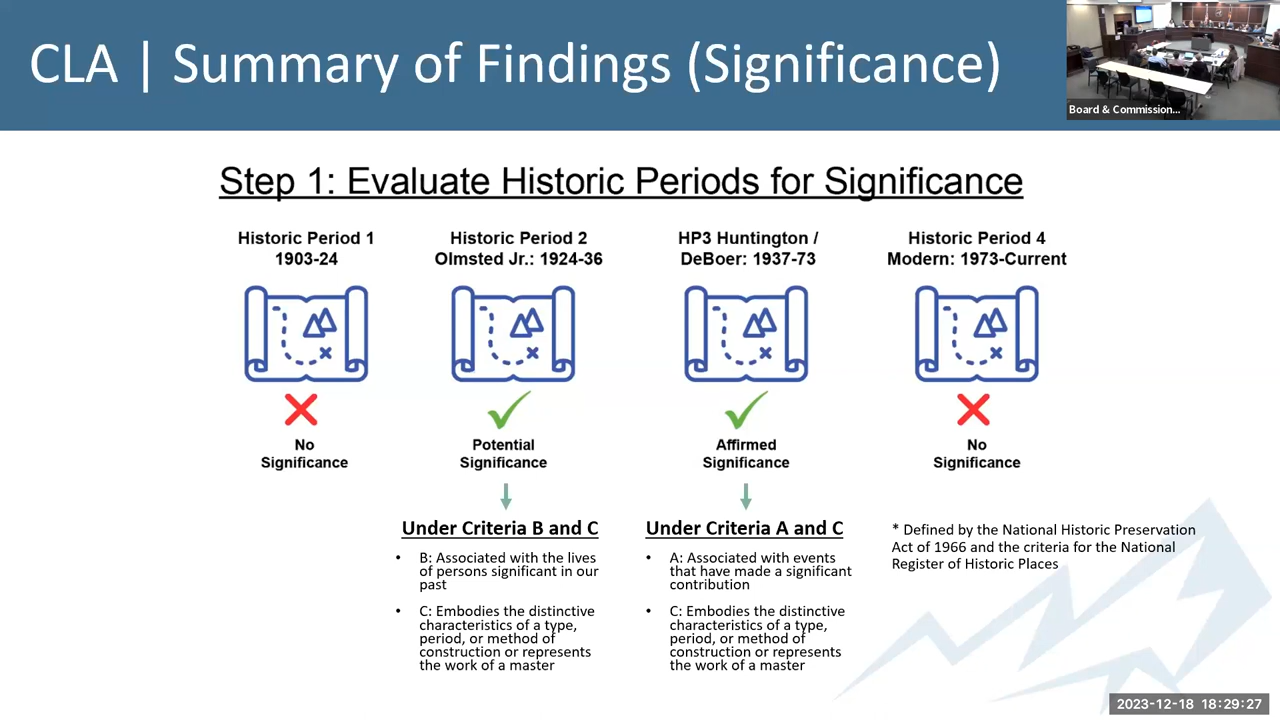 CLA | Summary of Findings (Significance)
Board & Commission...
Step 1: Evaluate Historic Periods for Significance
Historic Period 1
1903-24
No
Significance
Historic Period 2
Olmsted Jr.: 1924-36
Potential
Significance
Under Criteria B and C
• B: Associated with the lives
of persons significant in our
past
• C: Embodies the distinctive
characteristics of a type,
period, or method of
construction or represents
the work of a master
HP3 Huntington /
DeBoer: 1937-73
Affirmed
Significance
Under Criteria A and C
• A: Associated with events
that have made a significant
contribution
• C: Embodies the distinctive
characteristics of a type,
period, or method of
construction or represents
the work of a master
Historic Period 4
Modern: 1973-Current
No
Significance
* Defined by the National Historic Preservation
Act of 1966 and the criteria for the National
Register of Historic Places
2023-12-18 18:29:27